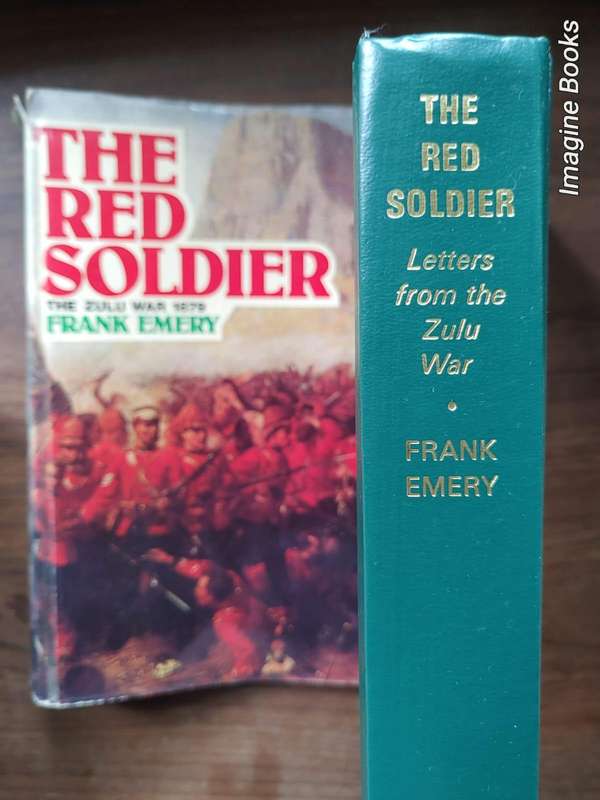 THE
RED
SOLDIER
THE ZULU WAR 1879
FRANK EMERY
THE
RED
SOLDIER
Letters
from the
Zulu
War
•
FRANK
EMERY
Imagine Books